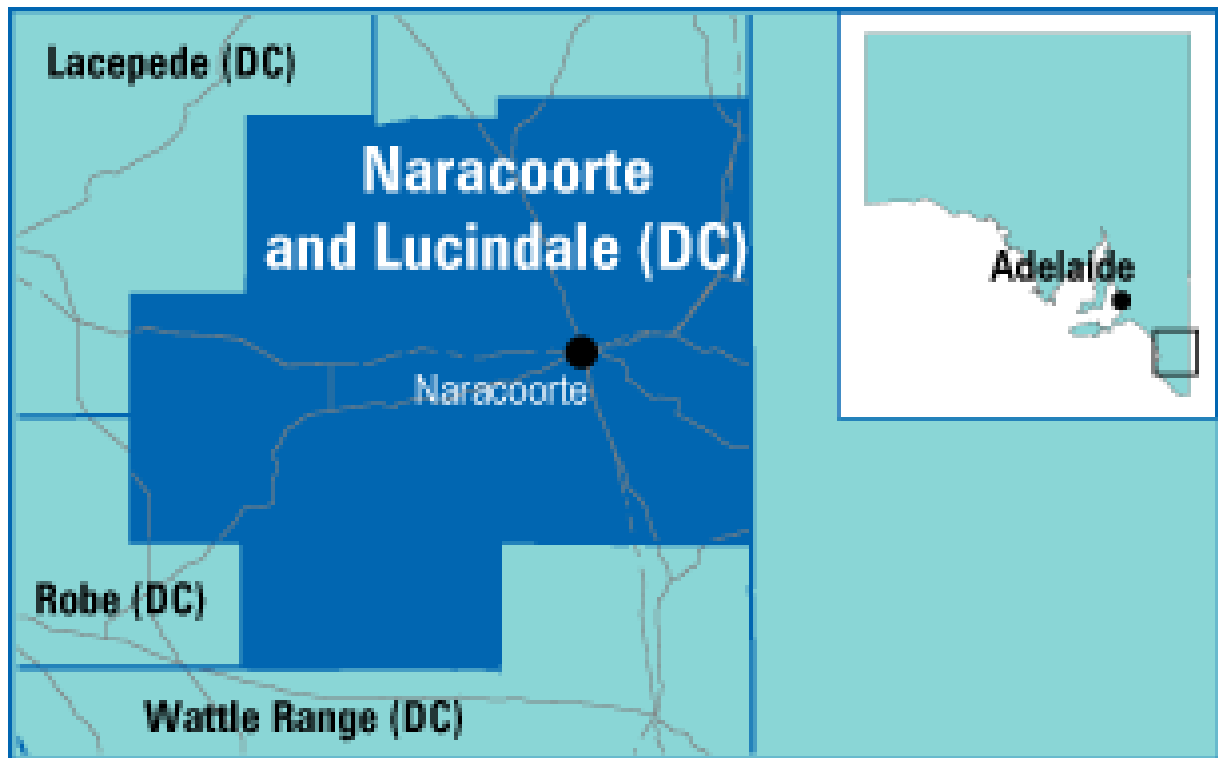 Lacepede (DC)
Naracoorte
and Lucindale (DC)
Adelaide
Naracoorte
Robe (DC)
Wattle Range (DC)